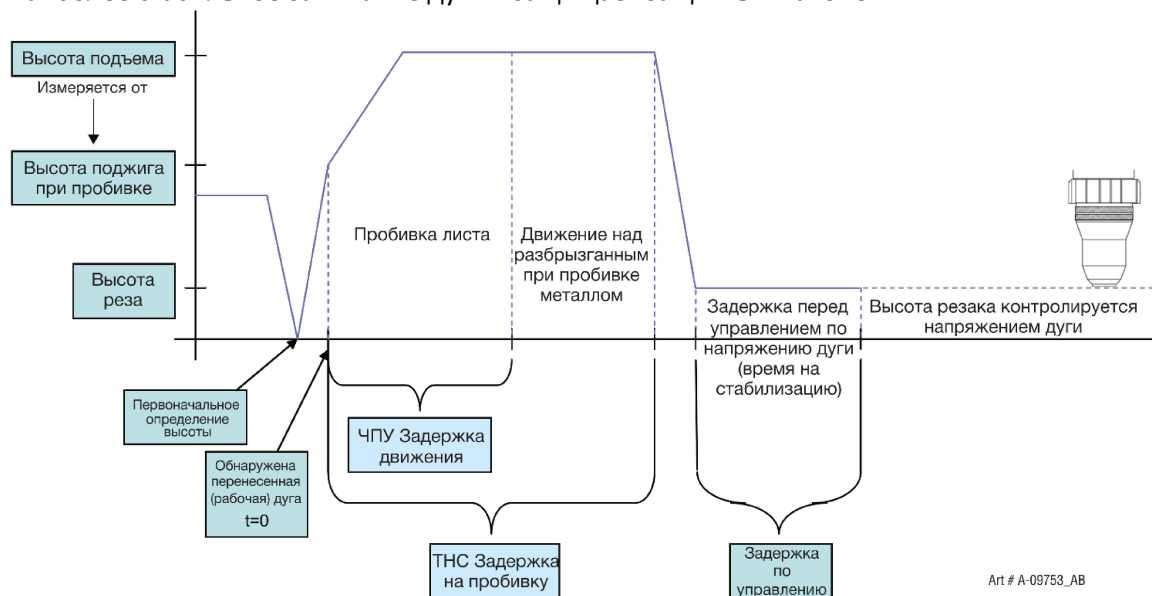 Высота подъема
Измеряется от
Высота поджига
при пробивке
Высота
реза
Пробивка листа
Движение над
разбрызганным
при пробивке
металлом
Задержка перед
управлением по
напряжению дуги
(время на
стабилизацию)
Высота резака контролируется
напряжением дуги
Первоначальное
определение
высоты
Обнаружена
перенесенная
(рабочая) дуга
t=0
ЧПУ Задержка
движения
ТНС Задержка
на пробивку
Задержка
по
управлению
Art # A-09753_AB